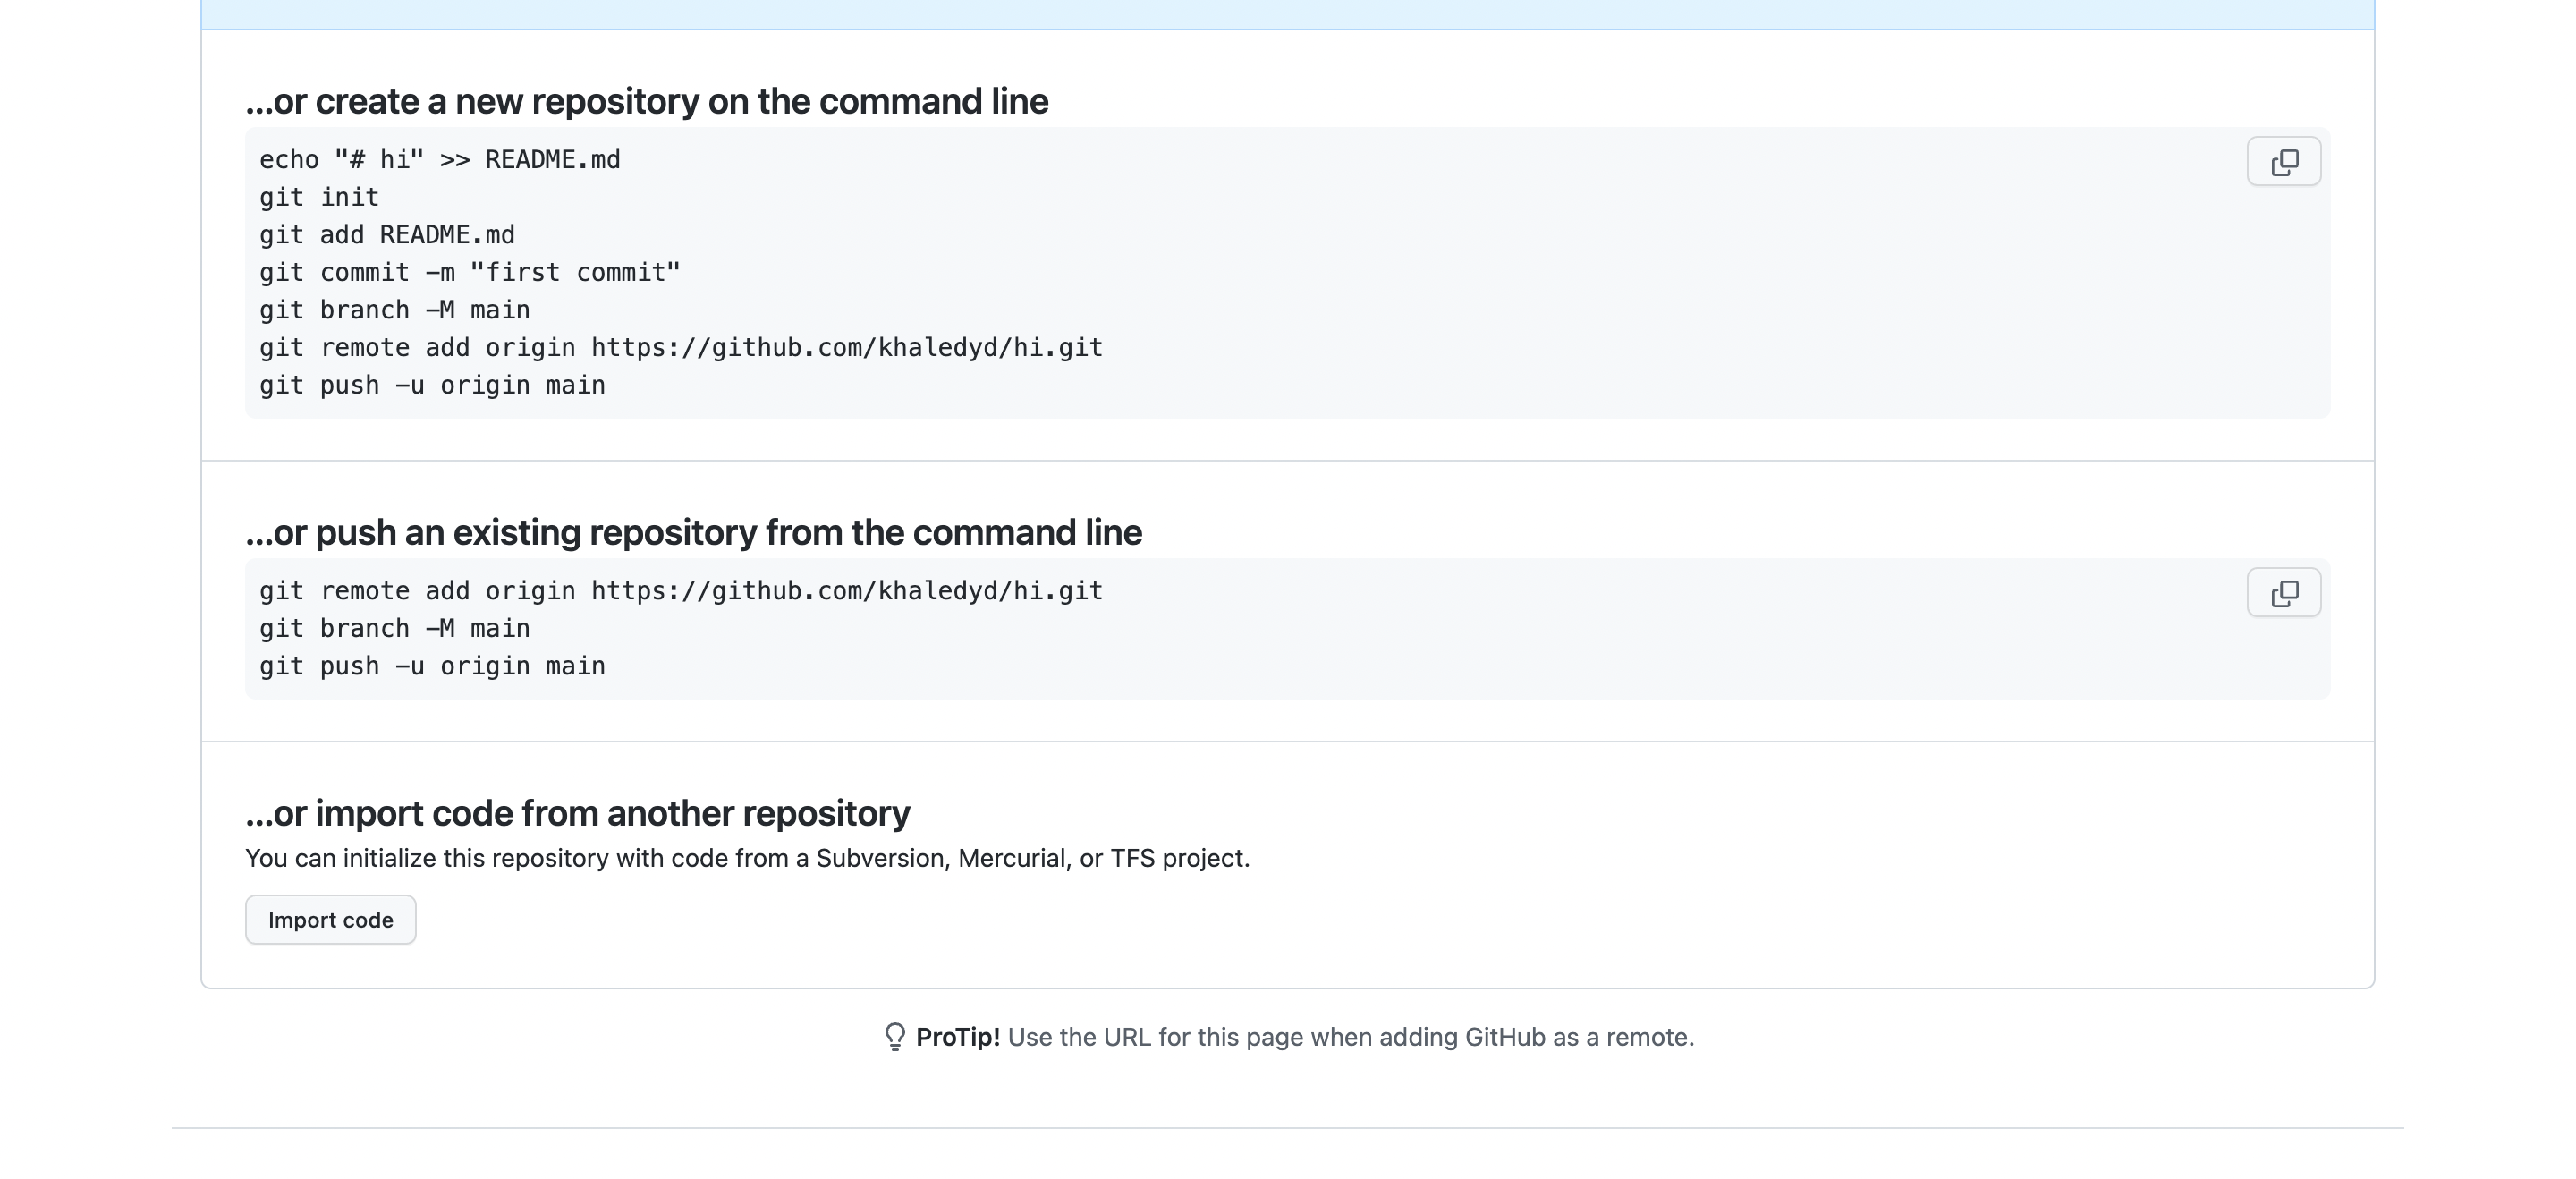 ...or create a new repository on the command line
echo "# hi" >> README.md
git init
git add README.md
git commit -m "first commit"
git branch -M main
git remote add origin https://github.com/khaledyd/hi.git
git push -u origin main
...or push an existing repository from the command line
git remote add origin https://github.com/khaledyd/hi.git
git branch -M main
git push -u origin main
...or import code from another repository
You can initialize this repository with code from a Subversion, Mercurial, or TFS project.
Import code
ProTip! Use the URL for this page when adding GitHub as a remote.